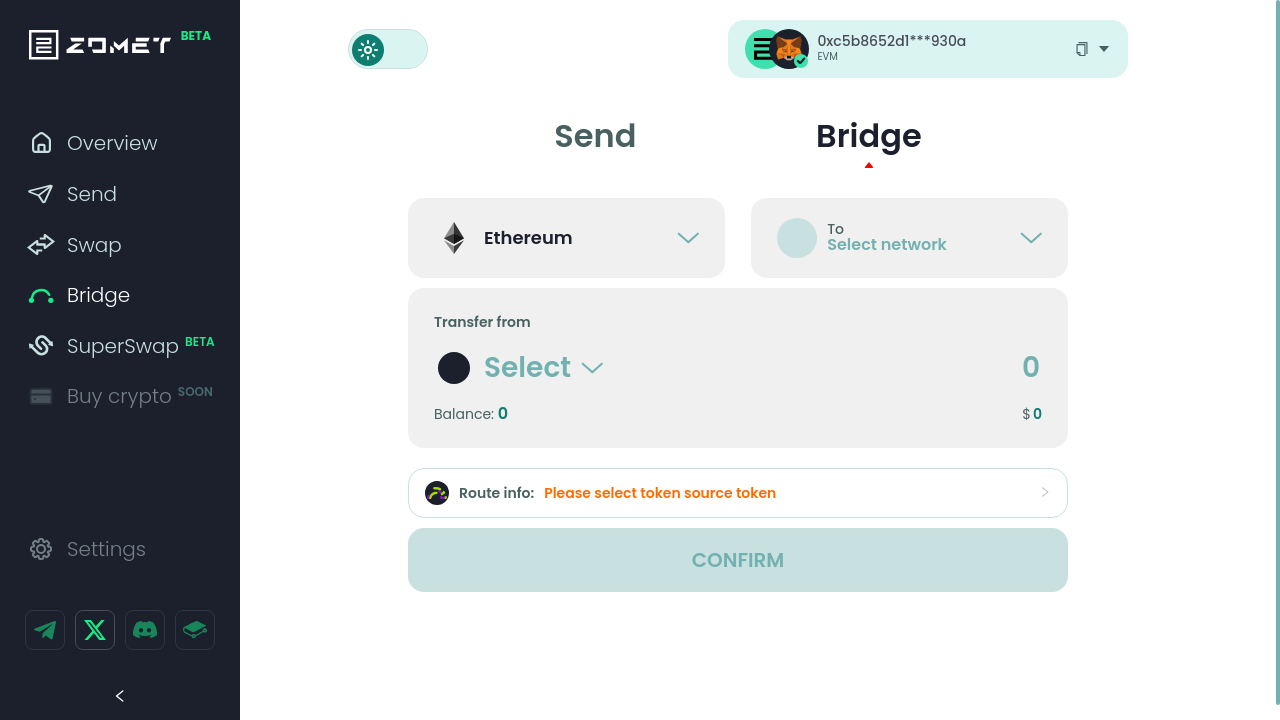 ZOMET BETA
Overview
Send
Swap
Bridge
SuperSwap BETA
Buy crypto SOON
Settings
0xc5b8652d1***930a
EVM
Send Bridge
Ethereum
To
Select network
Transfer from
Select 0
Balance: 0 $ 0
Route info: Please select token source token
CONFIRM